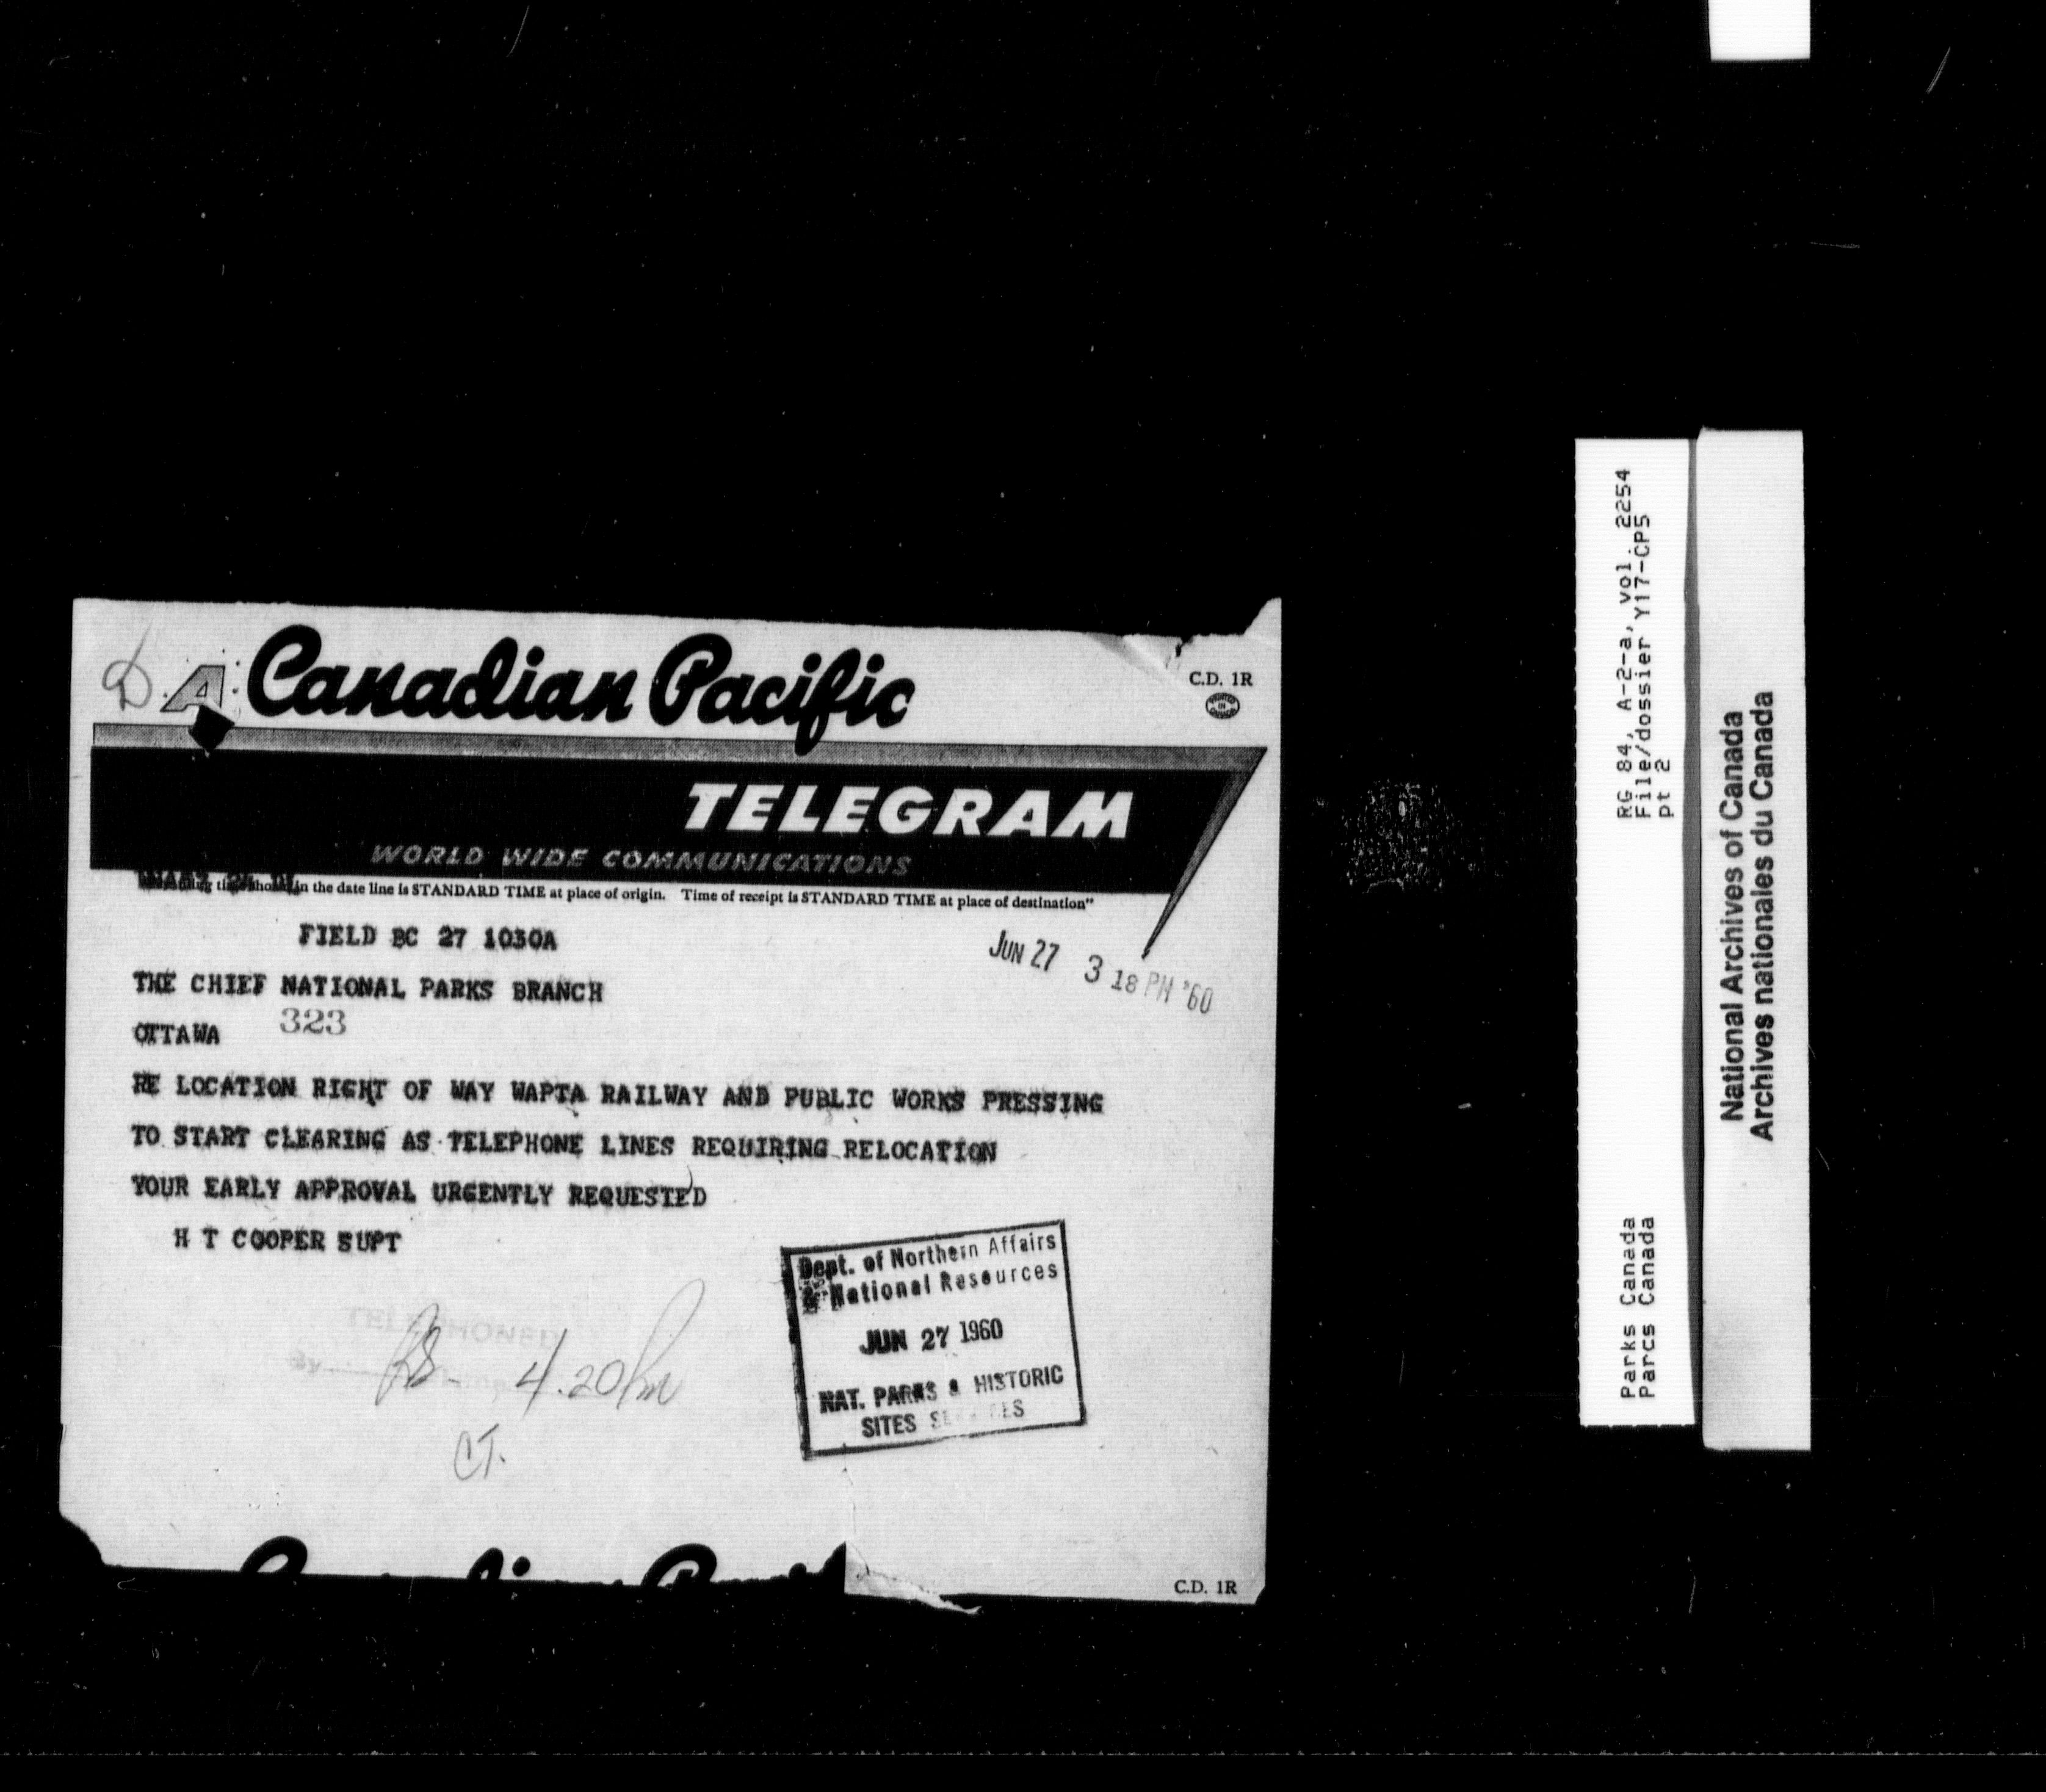 Canadian Pacific
C.D. 1R
TELEGRAM
WORLD WIDE COMMUNICATIONS
in the date line is STANDARD TIME at place of origin. Time of receipt is STANDARD TIME at place of destination"
FIELD BC 27 1030A
JUN 27 3 18 PM '60
THE CHIEF NATIONAL PARKS BRANCH
OTTAWA 323
RE LOCATION RIGHT OF WAY WAPTA RAILWAY AND PUBLIC WORKS PRESSING
TO START CLEARING AS TELEPHONE LINES REQUIRING RELOCATION
YOUR EARLY APPROVAL URGENTLY REQUESTED
H T COOPER SUPT
TELEPHONED
By
4.20 Pm
CT.
Dept. of Northern Affairs
& National Resources
JUN 27 1960
NAT. PARKS & HISTORIC
SITES
C.D. 1R
RG 84, A-2-a, vol. 2254
File/dossier Y17-CP5
pt 2
Parks Canada
Parcs Canada
National Archives of Canada
Archives nationales du Canada